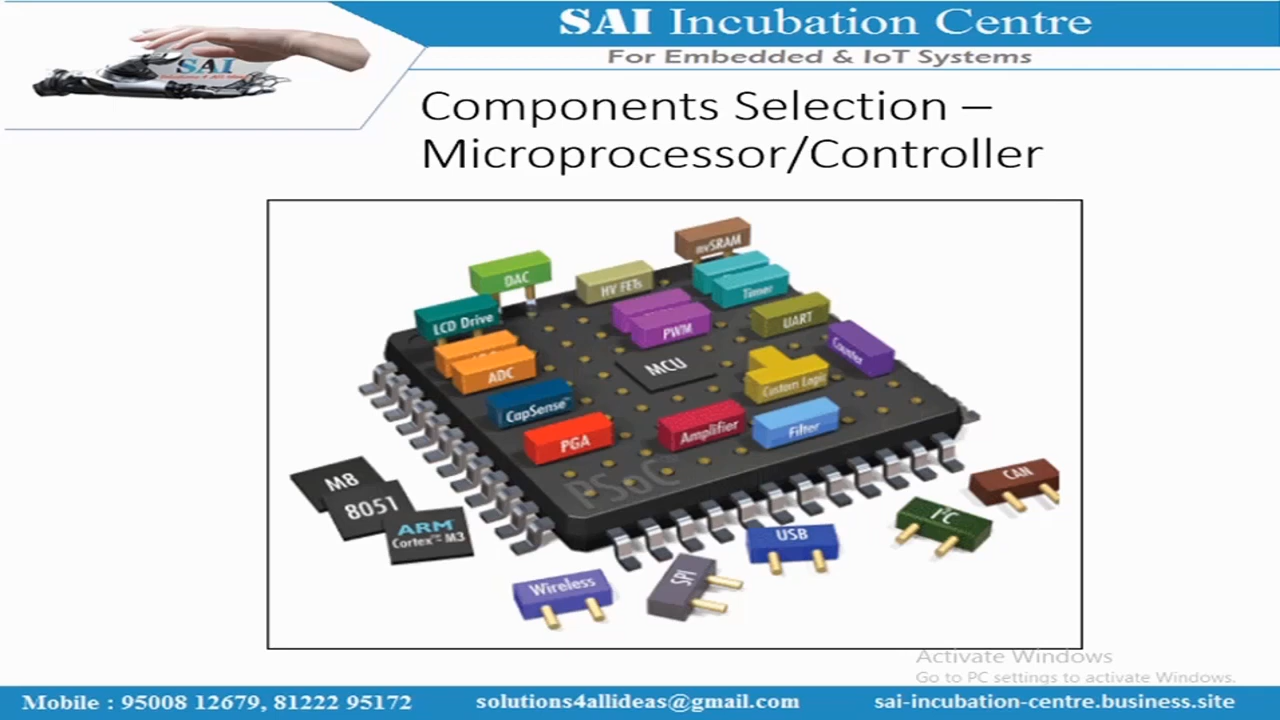 SAI Incubation Centre
For Embedded & IoT Systems
SAI
Components Selection –
Microprocessor/Controller
nvSRAM
DAC
HV FETs
Timer
LCD Drive
PWM
UART
Counter
MCU
ADC
Custom Logic
CapSense™
PGA
Amplifier
Filter
PSoC
M8
8051
ARM
Cortex™-M3
CAN
I²C
USB
SPI
Wireless
Activate Windows
Go to PC settings to activate Windows.
Mobile : 95008 12679, 81222 95172
solutions4allideas@gmail.com
sai-incubation-centre.business.site